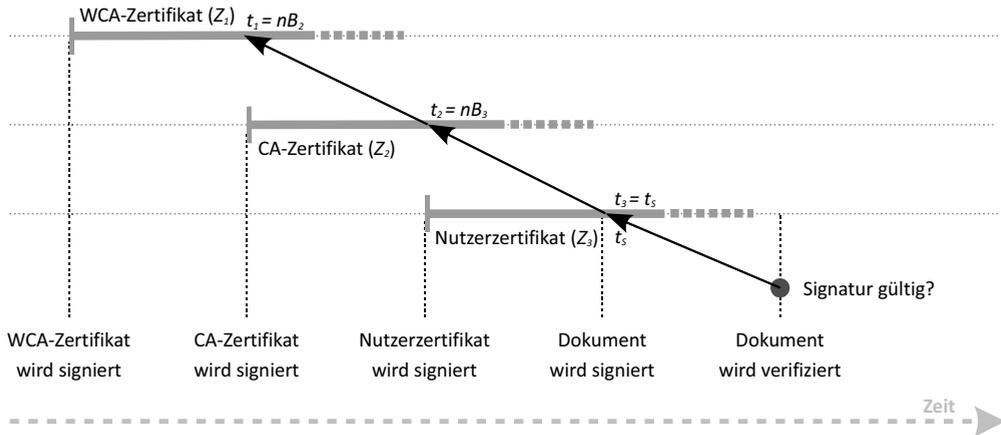 WCA-Zertifikat (Z₁)
t₁ = nB₂
t₂ = nB₃
CA-Zertifikat (Z₂)
t₃ = tₛ
Nutzerzertifikat (Z₃)
tₛ
Signatur gültig?
WCA-Zertifikat
wird signiert
CA-Zertifikat
wird signiert
Nutzerzertifikat
wird signiert
Dokument
wird signiert
Dokument
wird verifiziert
Zeit